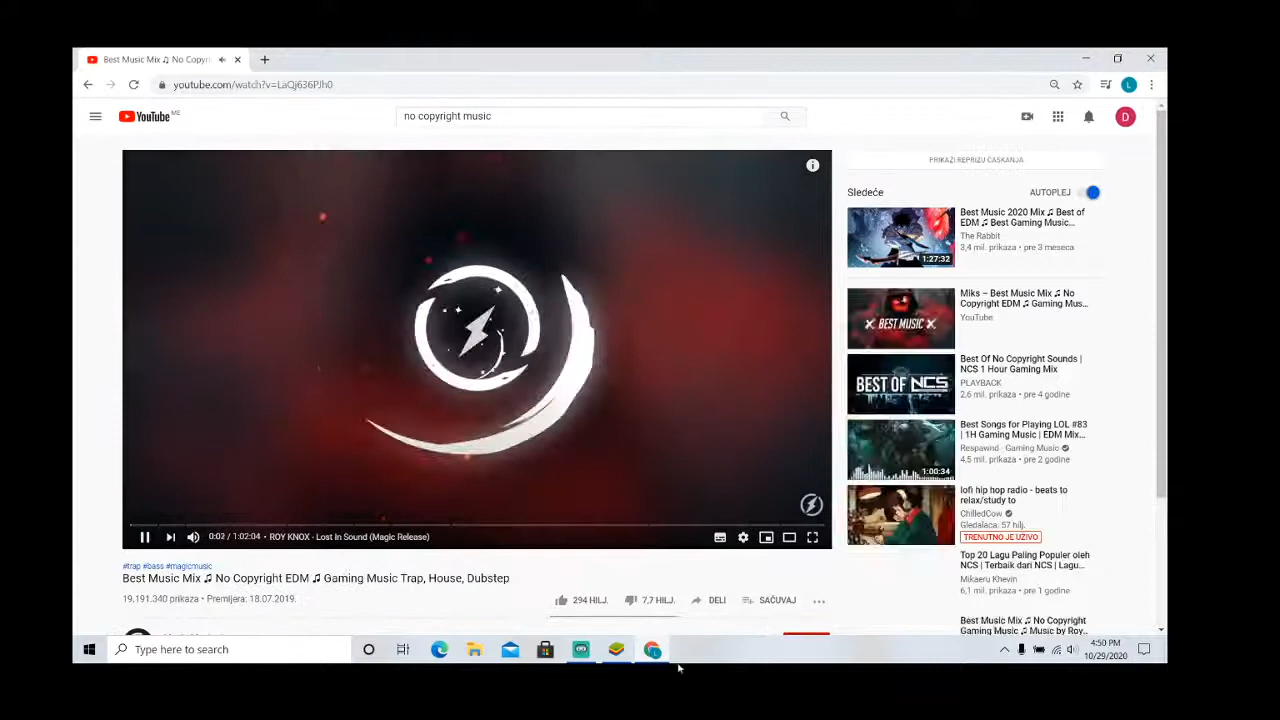 Best Music Mix ♫ No Copyri
youtube.com/watch?v=LaQj636PJh0
YouTube ME
no copyright music
D
L
PRIKAŽI REPRIZU ĆASKANJA
Sledeće
AUTOPLEJ
Best Music 2020 Mix ♫ Best of
EDM ♫ Best Gaming Music...
The Rabbit
3,4 mil. prikaza • pre 3 meseca
1:27:32
Miks – Best Music Mix ♫ No
Copyright EDM ♫ Gaming Mus...
YouTube
BEST MUSIC
Best Of No Copyright Sounds |
NCS 1 Hour Gaming Mix
PLAYBACK
2,6 mil. prikaza • pre 4 godine
BEST OF NCS
Best Songs for Playing LOL #83
| 1H Gaming Music | EDM Mix...
Respawnd - Gaming Music
4,5 mil. prikaza • pre 2 godine
1:00:34
lofi hip hop radio - beats to
relax/study to
ChilledCow
Gledalaca: 57 hilj.
TRENUTNO JE UŽIVO
Top 20 Lagu Paling Populer oleh
NCS | Terbaik dari NCS | Lagu...
Mikaeru Khevin
6,1 mil. prikaza • pre 1 godine
Best Music Mix ♫ No Copyright
Gaming Music ♫ Music by Roy...
0:02 / 1:02:04 • ROY KNOX - Lost In Sound (Magic Release)
#trap #bass #magicmusic
Best Music Mix ♫ No Copyright EDM ♫ Gaming Music Trap, House, Dubstep
19.191.340 prikaza • Premijera: 18.07.2019.
294 HILJ.
7,7 HILJ.
DELI
SAČUVAJ
Type here to search
4:50 PM
10/29/2020